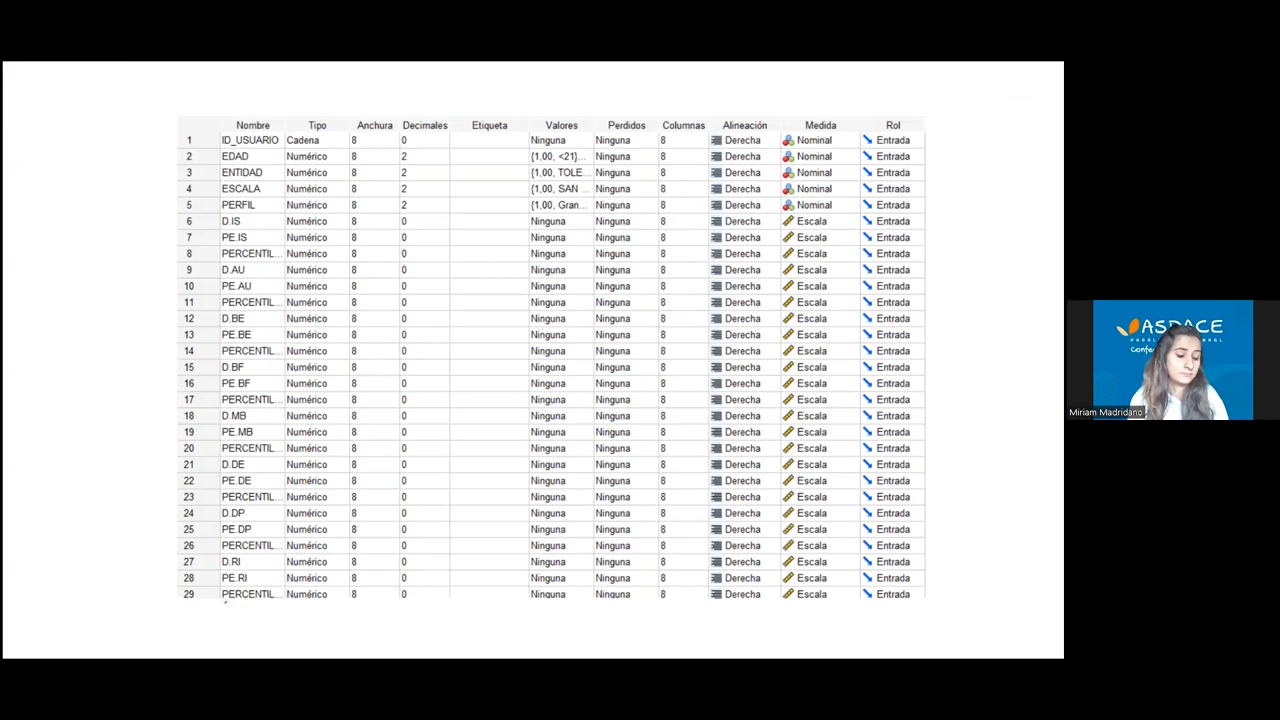 Nombre Tipo Anchura Decimales Etiqueta Valores Perdidos Columnas Alineación Medida Rol
1 ID_USUARIO Cadena 8 0 Ninguna Ninguna 8 Derecha Nominal Entrada
2 EDAD Numérico 8 2 {1,00, <21}... Ninguna 8 Derecha Nominal Entrada
3 ENTIDAD Numérico 8 2 {1,00, TOLE... Ninguna 8 Derecha Nominal Entrada
4 ESCALA Numérico 8 2 {1,00, SAN ... Ninguna 8 Derecha Nominal Entrada
5 PERFIL Numérico 8 2 {1,00, Gran... Ninguna 8 Derecha Nominal Entrada
6 D.IS Numérico 8 0 Ninguna Ninguna 8 Derecha Escala Entrada
7 PE.IS Numérico 8 0 Ninguna Ninguna 8 Derecha Escala Entrada
8 PERCENTIL... Numérico 8 0 Ninguna Ninguna 8 Derecha Escala Entrada
9 D.AU Numérico 8 0 Ninguna Ninguna 8 Derecha Escala Entrada
10 PE.AU Numérico 8 0 Ninguna Ninguna 8 Derecha Escala Entrada
11 PERCENTIL... Numérico 8 0 Ninguna Ninguna 8 Derecha Escala Entrada
12 D.BE Numérico 8 0 Ninguna Ninguna 8 Derecha Escala Entrada
13 PE.BE Numérico 8 0 Ninguna Ninguna 8 Derecha Escala Entrada
14 PERCENTIL... Numérico 8 0 Ninguna Ninguna 8 Derecha Escala Entrada
15 D.BF Numérico 8 0 Ninguna Ninguna 8 Derecha Escala Entrada
16 PE.BF Numérico 8 0 Ninguna Ninguna 8 Derecha Escala Entrada
17 PERCENTIL... Numérico 8 0 Ninguna Ninguna 8 Derecha Escala Entrada
18 D.MB Numérico 8 0 Ninguna Ninguna 8 Derecha Escala Entrada
19 PE.MB Numérico 8 0 Ninguna Ninguna 8 Derecha Escala Entrada
20 PERCENTIL... Numérico 8 0 Ninguna Ninguna 8 Derecha Escala Entrada
21 D.DE Numérico 8 0 Ninguna Ninguna 8 Derecha Escala Entrada
22 PE.DE Numérico 8 0 Ninguna Ninguna 8 Derecha Escala Entrada
23 PERCENTIL... Numérico 8 0 Ninguna Ninguna 8 Derecha Escala Entrada
24 D.DP Numérico 8 0 Ninguna Ninguna 8 Derecha Escala Entrada
25 PE.DP Numérico 8 0 Ninguna Ninguna 8 Derecha Escala Entrada
26 PERCENTIL... Numérico 8 0 Ninguna Ninguna 8 Derecha Escala Entrada
27 D.RI Numérico 8 0 Ninguna Ninguna 8 Derecha Escala Entrada
28 PE.RI Numérico 8 0 Ninguna Ninguna 8 Derecha Escala Entrada
29 PERCENTIL... Numérico 8 0 Ninguna Ninguna 8 Derecha Escala Entrada
ASPACE
Miriam Madridano